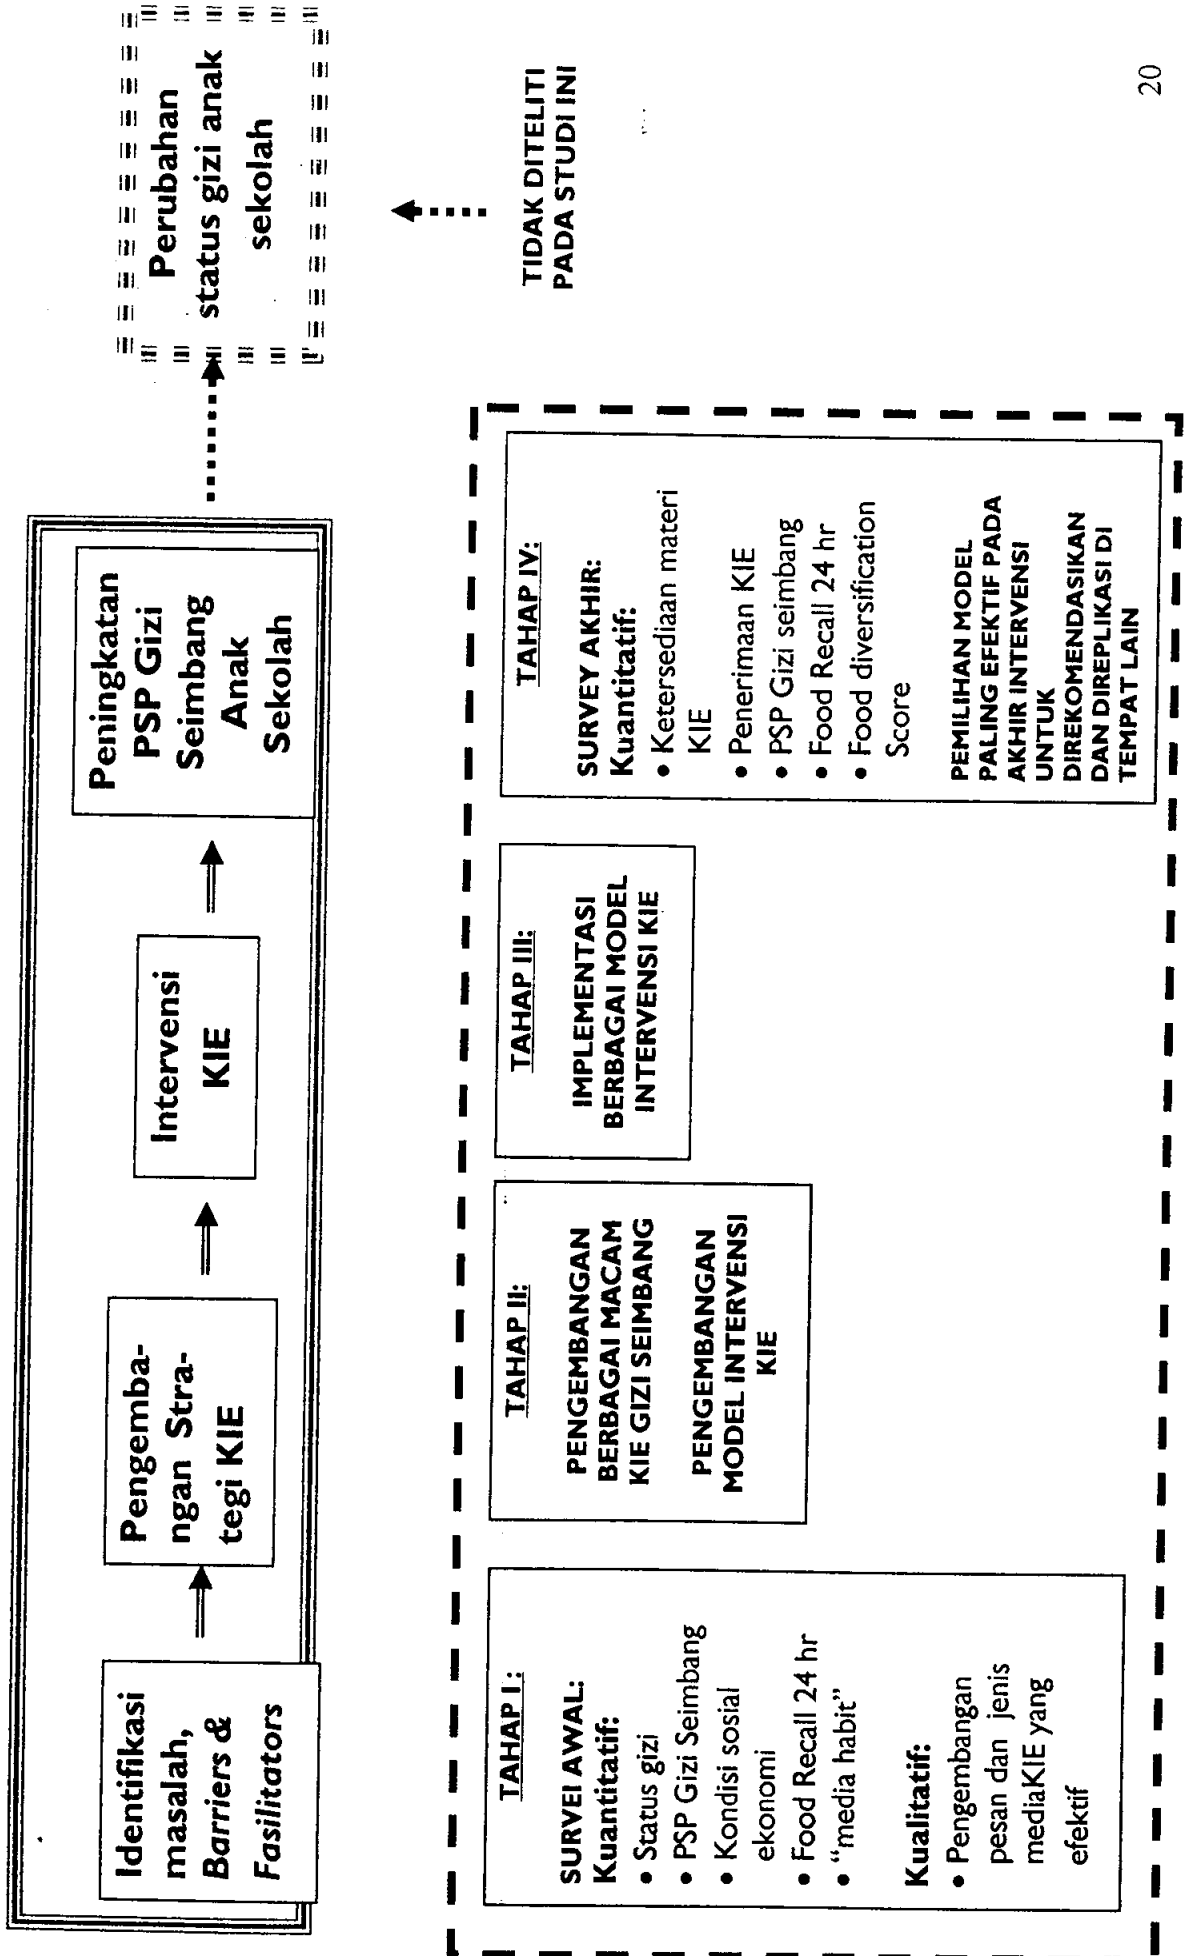 Identifikasi
masalah,
Barriers &
Fasilitators
Pengemba-
ngan Stra-
tegi KIE
Intervensi
KIE
Peningkatan
PSP Gizi
Seimbang
Anak
Sekolah
Perubahan
status gizi anak
sekolah
TIDAK DITELITI
PADA STUDI INI
TAHAP I:
SURVEI AWAL:
Kuantitatif:
• Status gizi
• PSP Gizi Seimbang
• Kondisi sosial
ekonomi
• Food Recall 24 hr
• “media habit”
Kualitatif:
• Pengembangan
pesan dan jenis
mediaKIE yang
efektif
TAHAP II:
PENGEMBANGAN
BERBAGAI MACAM
KIE GIZI SEIMBANG
PENGEMBANGAN
MODEL INTERVENSI
KIE
TAHAP III:
IMPLEMENTASI
BERBAGAI MODEL
INTERVENSI KIE
TAHAP IV:
SURVEY AKHIR:
Kuantitatif:
• Ketersediaan materi
KIE
• Penerimaan KIE
• PSP Gizi seimbang
• Food Recall 24 hr
• Food diversification
Score
PEMILIHAN MODEL
PALING EFEKTIF PADA
AKHIR INTERVENSI
UNTUK
DIREKOMENDASIKAN
DAN DIREPLIKASI DI
TEMPAT LAIN
20